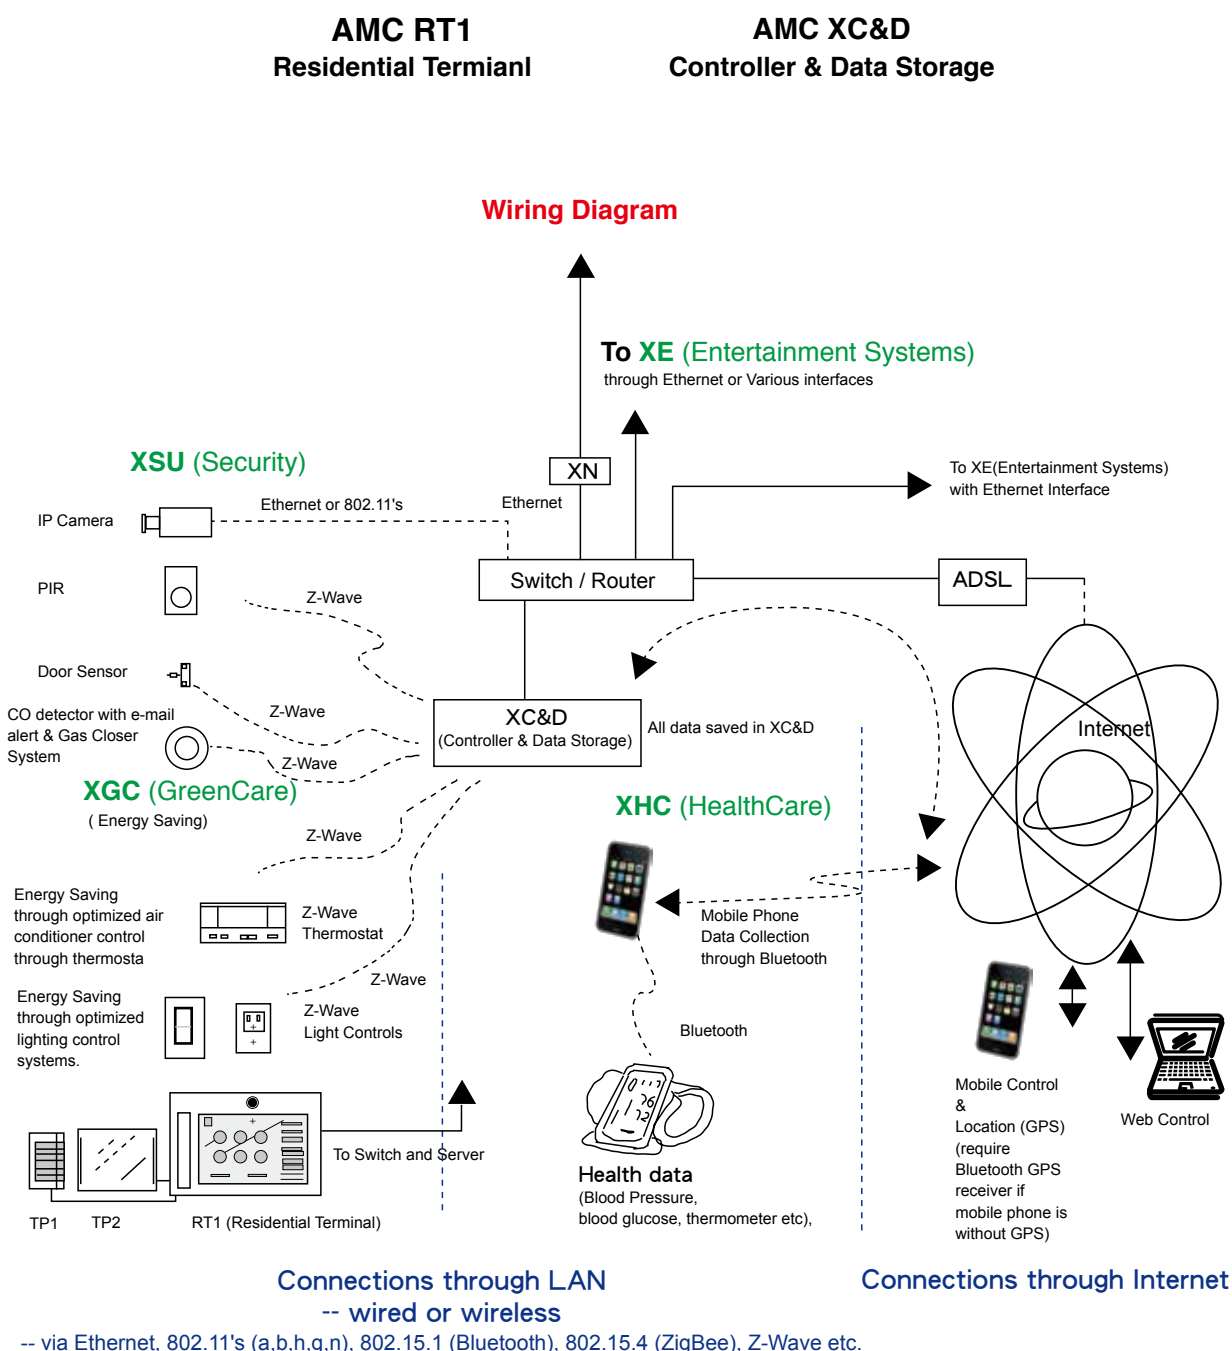 AMC RT1
Residential Termianl
AMC XC&D
Controller & Data Storage
Wiring Diagram
To XE (Entertainment Systems)
through Ethernet or Various interfaces
XSU (Security)
XN
To XE(Entertainment Systems)
with Ethernet Interface
Ethernet or 802.11's
Ethernet
IP Camera
Switch / Router
ADSL
PIR
Z-Wave
Door Sensor
Z-Wave
CO detector with e-mail
alert & Gas Closer
System
Z-Wave
XC&D
(Controller & Data Storage)
All data saved in XC&D
Internet
XGC (GreenCare)
( Energy Saving)
XHC (HealthCare)
Z-Wave
Energy Saving
through optimized air
conditioner control
through thermosta
Z-Wave
Thermostat
Mobile Phone
Data Collection
through Bluetooth
Z-Wave
Energy Saving
through optimized
lighting control
systems.
Z-Wave
Light Controls
Bluetooth
76
72
Mobile Control
&
Location (GPS)
(require
Bluetooth GPS
receiver if
mobile phone is
without GPS)
Web Control
To Switch and Server
Health data
(Blood Pressure,
blood glucose, thermometer etc),
TP1
TP2
RT1 (Residential Terminal)
Connections through LAN
-- wired or wireless
Connections through Internet
-- via Ethernet, 802.11's (a,b,h,g,n), 802.15.1 (Bluetooth), 802.15.4 (ZigBee), Z-Wave etc.